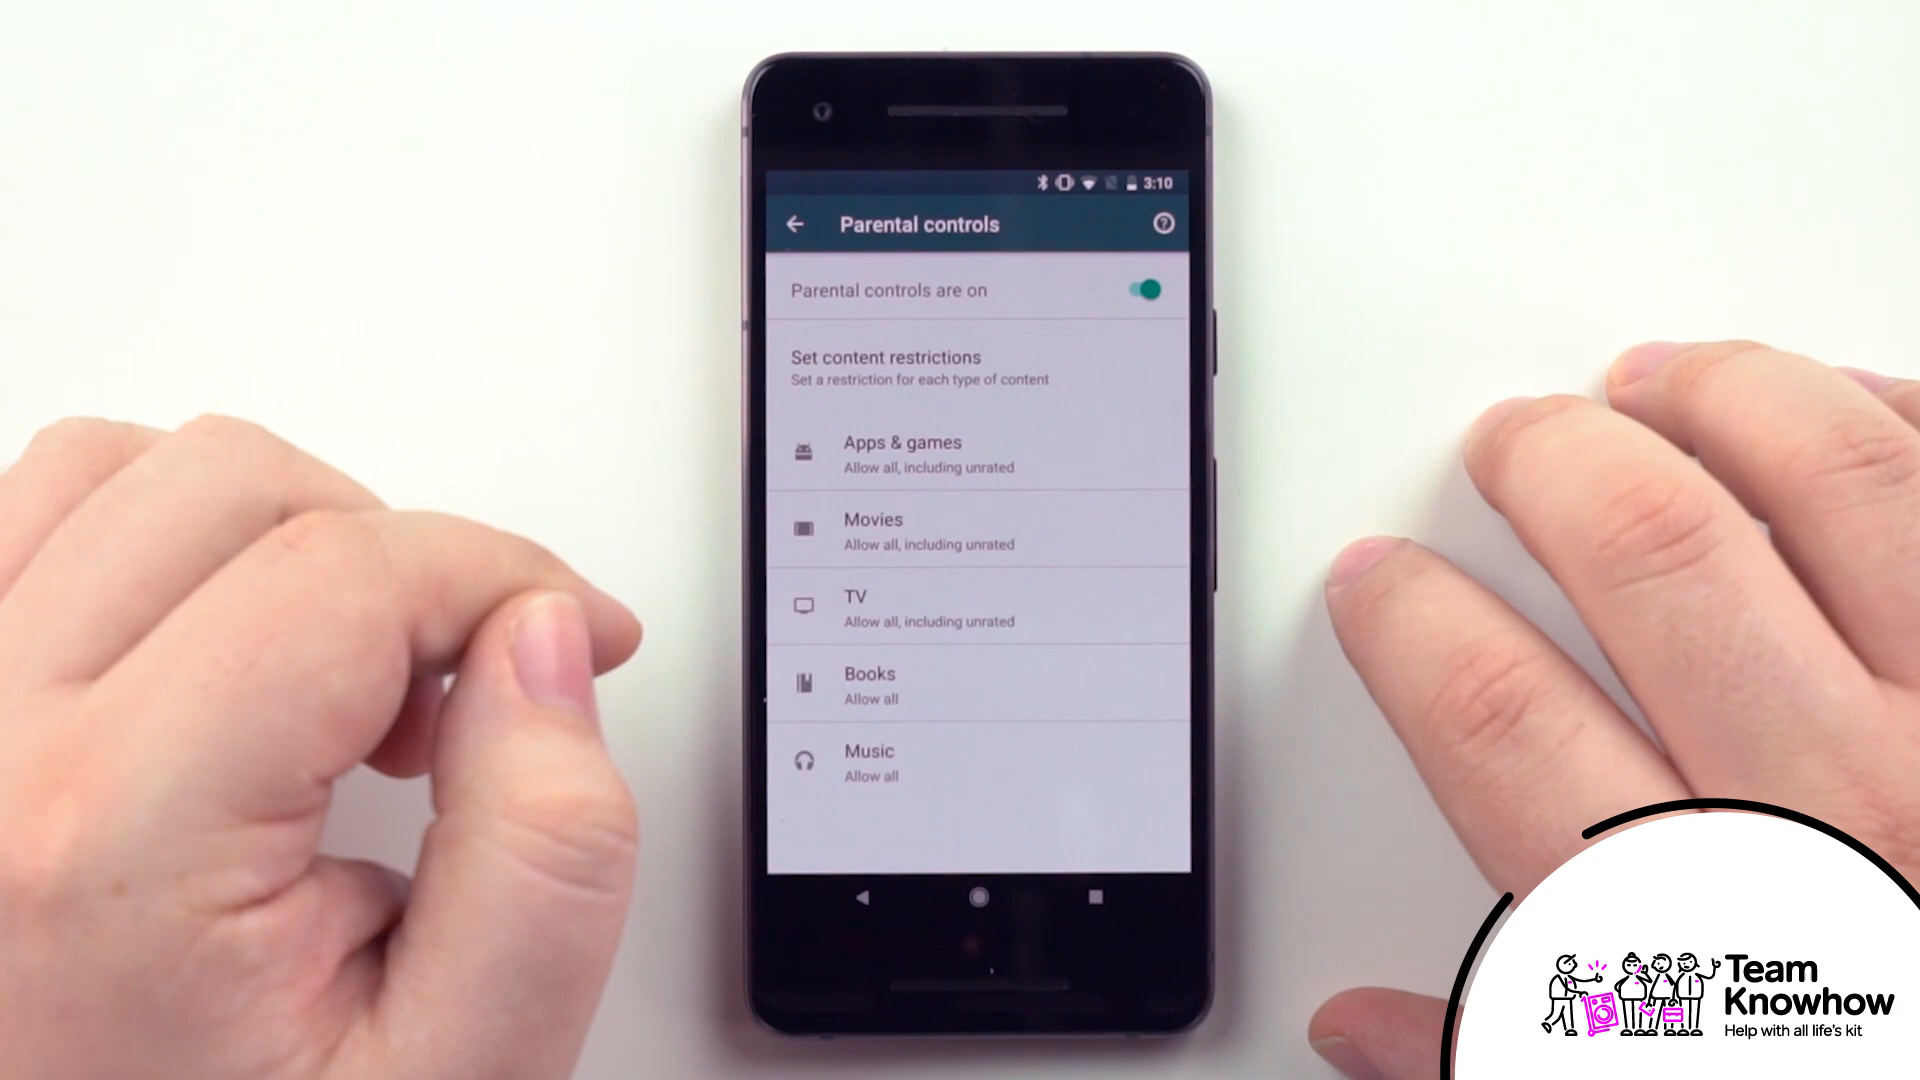 3:10
Parental controls
Parental controls are on
Set content restrictions
Set a restriction for each type of content
Apps & games
Allow all, including unrated
Movies
Allow all, including unrated
TV
Allow all, including unrated
Books
Allow all
Music
Allow all
Team
Knowhow
Help with all life's kit